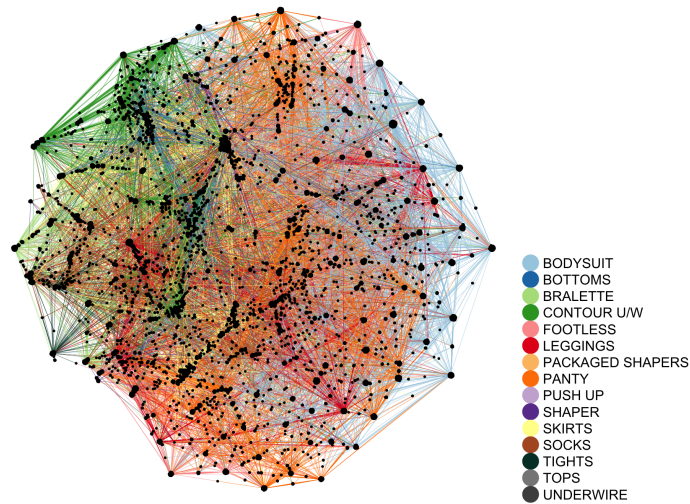 BODYSUIT
BOTTOMS
BRALETTE
CONTOUR U/W
FOOTLESS
LEGGINGS
PACKAGED SHAPERS
PANTY
PUSH UP
SHAPER
SKIRTS
SOCKS
TIGHTS
TOPS
UNDERWIRE